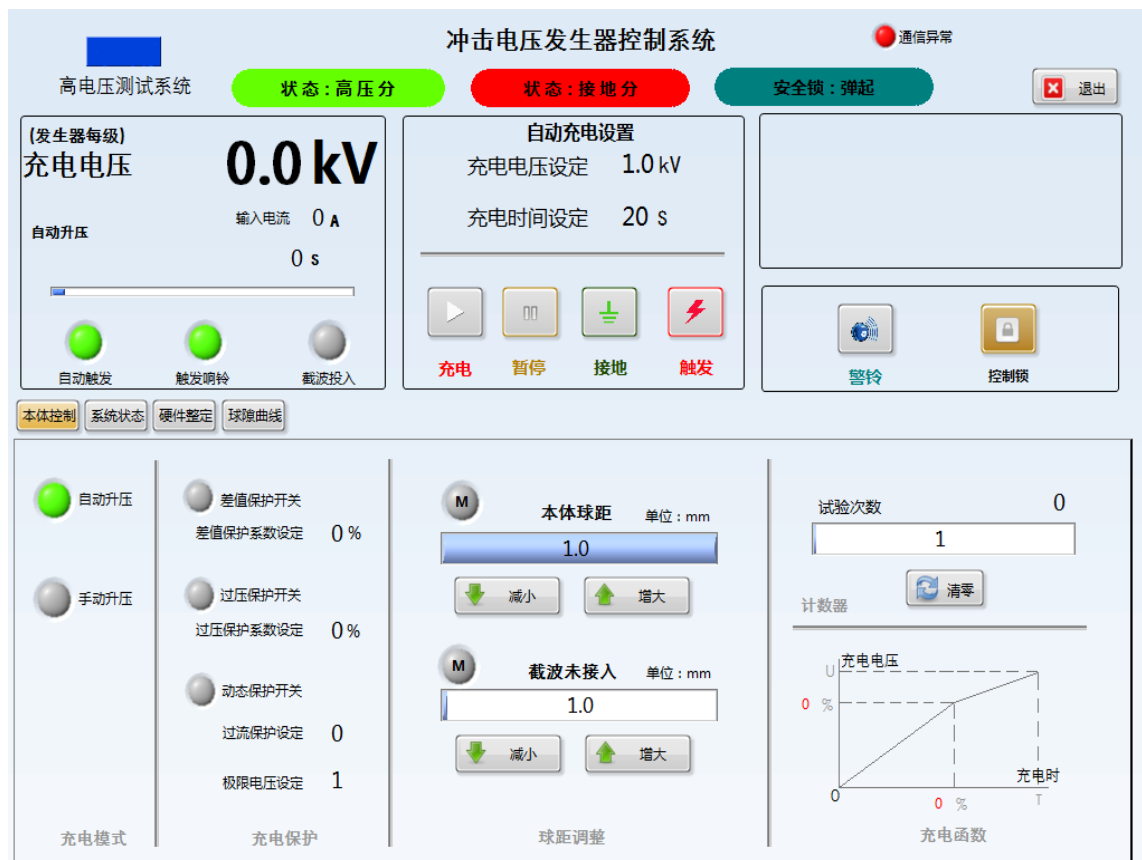 冲击电压发生器控制系统
通信异常
高电压测试系统
状态：高压分
状态：接地分
安全锁：弹起
退出
(发生器每级)
充电电压
0.0 kV
输入电流 0 A
自动升压
0 s
自动触发
触发响铃
截波投入
自动充电设置
充电电压设定 1.0 kV
充电时间设定 20 s
充电
暂停
接地
触发
警铃
控制锁
本体控制
系统状态
硬件整定
球隙曲线
自动升压
手动升压
充电模式
差值保护开关
差值保护系数设定 0 %
过压保护开关
过压保护系数设定 0 %
动态保护开关
过流保护设定 0
极限电压设定 1
充电保护
M
本体球距 单位：mm
1.0
减小
增大
M
截波未接入 单位：mm
1.0
减小
增大
球距调整
试验次数 0
1
清零
计数器
充电电压
U
0 %
充电时
0
0 %
T
充电函数